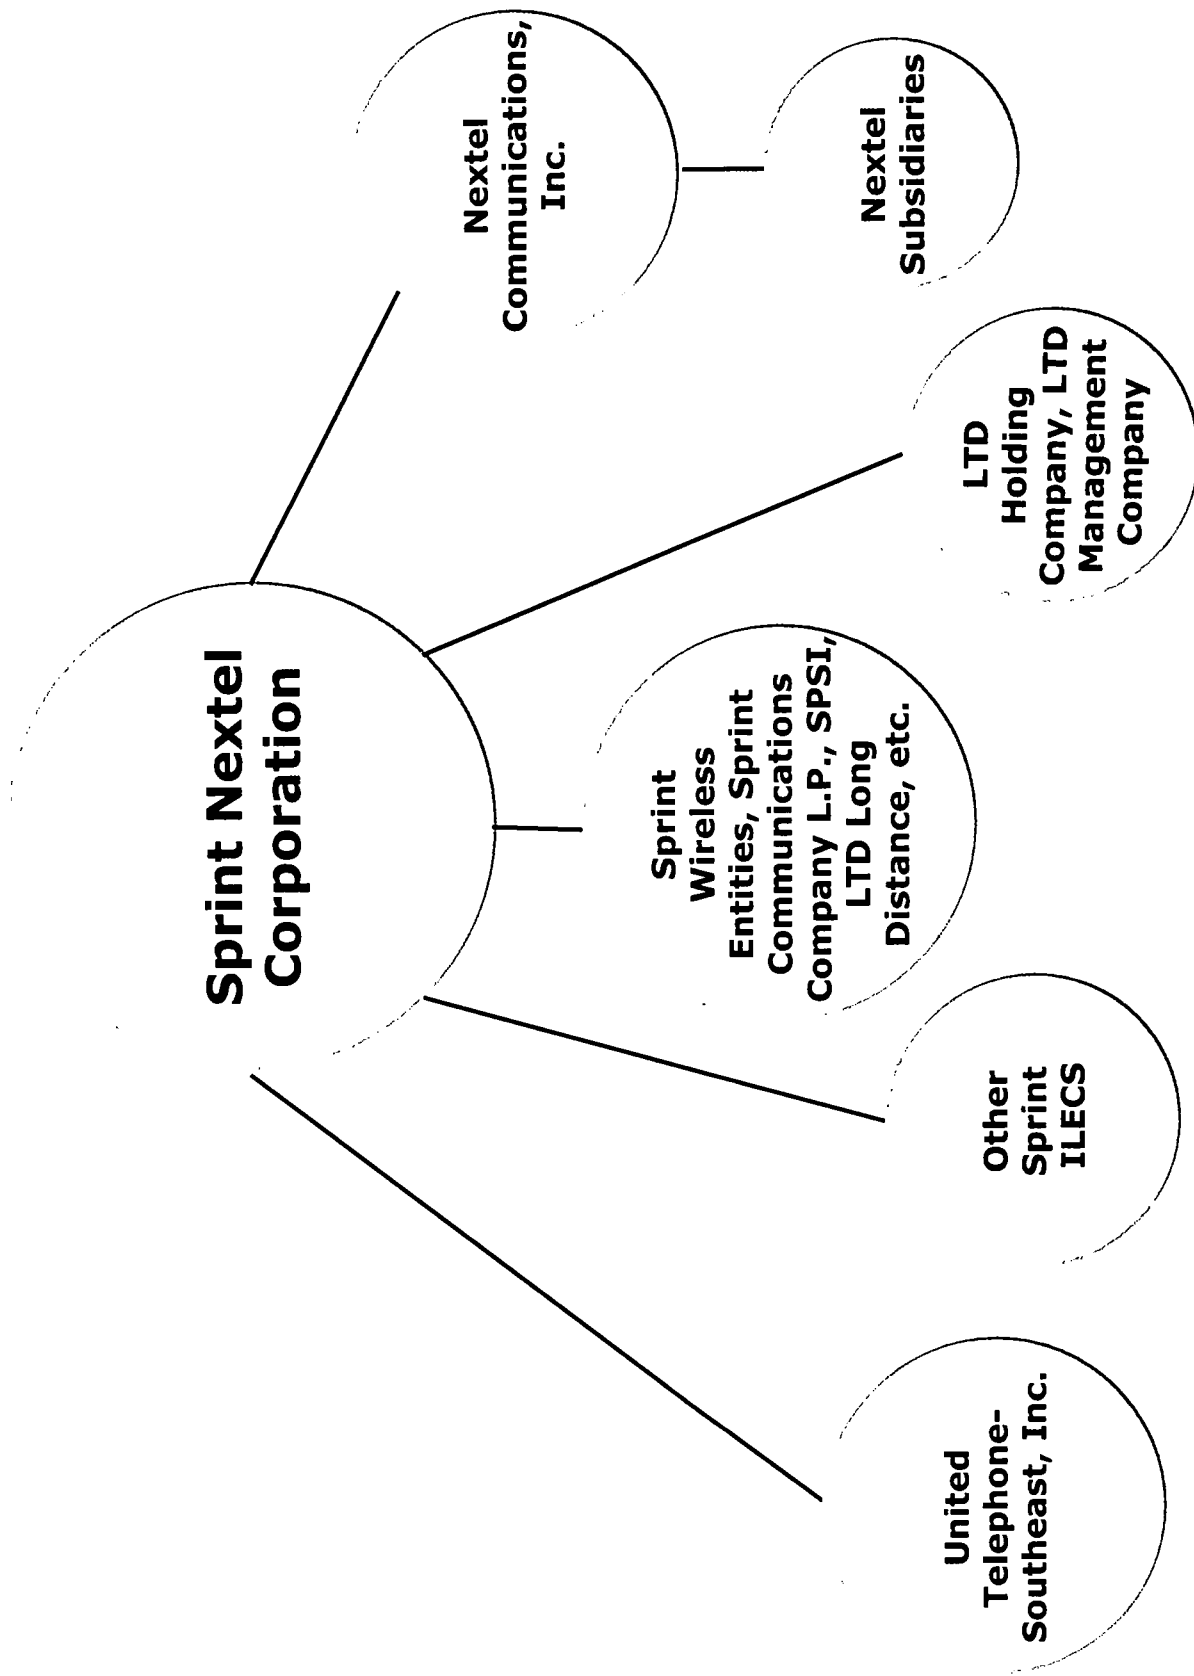 Sprint Nextel
Corporation
United
Telephone-
Southeast, Inc.
Other
Sprint
ILECS
Sprint
Wireless
Entities, Sprint
Communications
Company L.P., SPSI,
LTD Long
Distance, etc.
LTD
Holding
Company, LTD
Management
Company
Nextel
Communications,
Inc.
Nextel
Subsidiaries